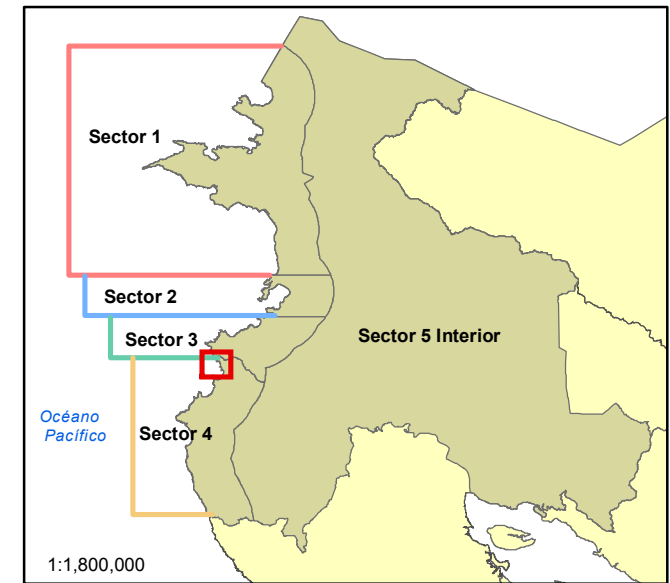 Sector 1
Sector 2
Sector 3
Sector 5 Interior
Océano
Pacífico
Sector 4
1:1,800,000